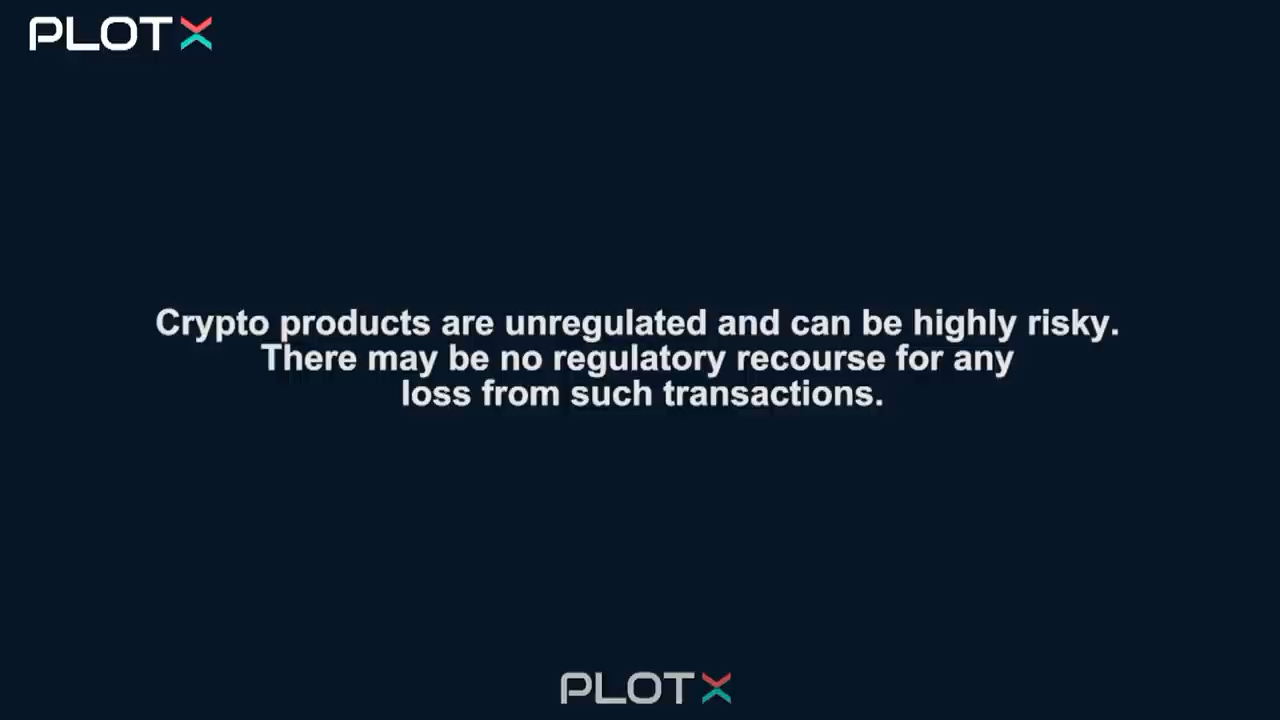 PLOTX
Crypto products are unregulated and can be highly risky.
There may be no regulatory recourse for any
loss from such transactions.
PLOTX